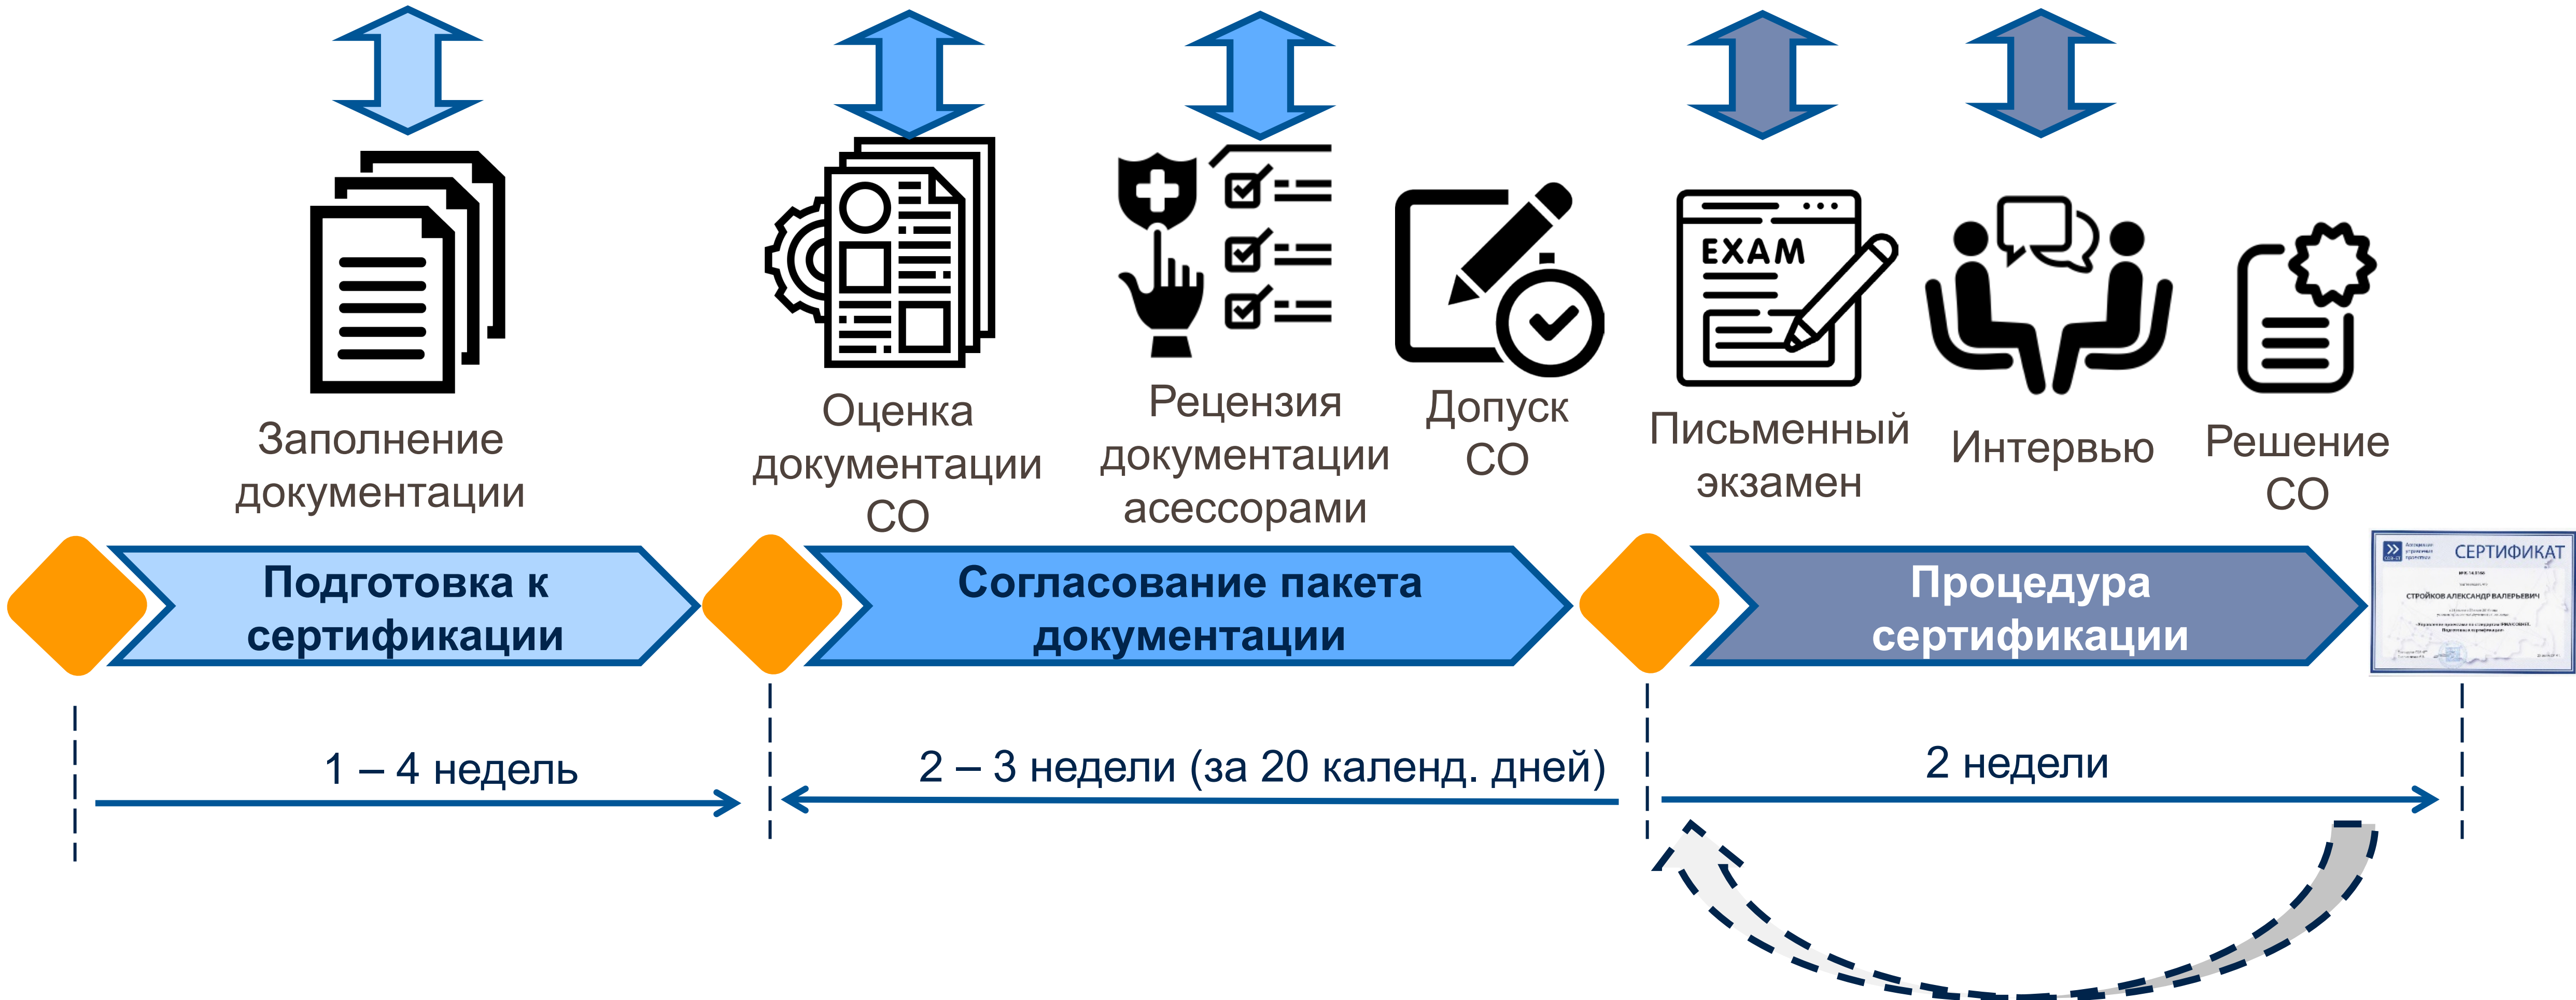 EXAM
Заполнение
документации
Оценка
документации
СО
Рецензия
документации
асессорами
Допуск
СО
Письменный
экзамен
Интервью
Решение
СО
Подготовка к
сертификации
Согласование пакета
документации
Процедура
сертификации
СЕРТИФИКАТ
СТРОЙКОВ АЛЕКСАНДР ВАЛЕРЬЕВИЧ
1 – 4 недель
2 – 3 недели (за 20 календ. дней)
2 недели